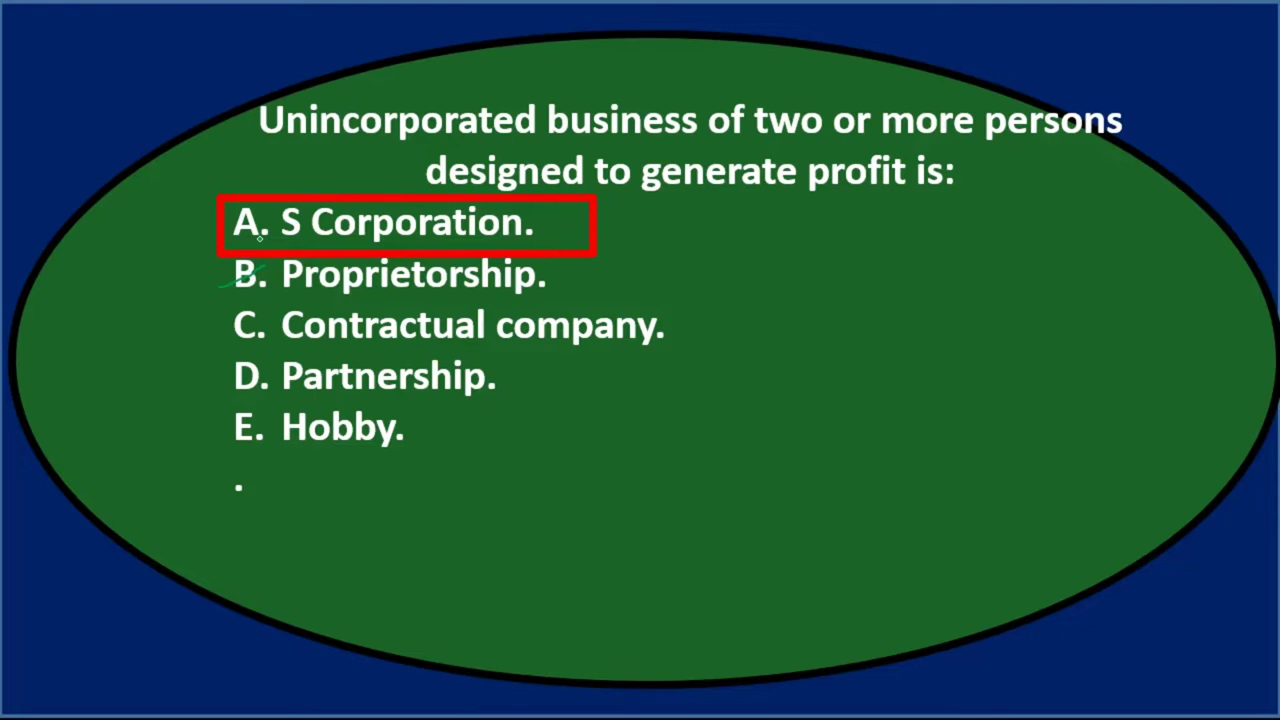 Unincorporated business of two or more persons
designed to generate profit is:
A. S Corporation.
B. Proprietorship.
C. Contractual company.
D. Partnership.
E. Hobby.
.